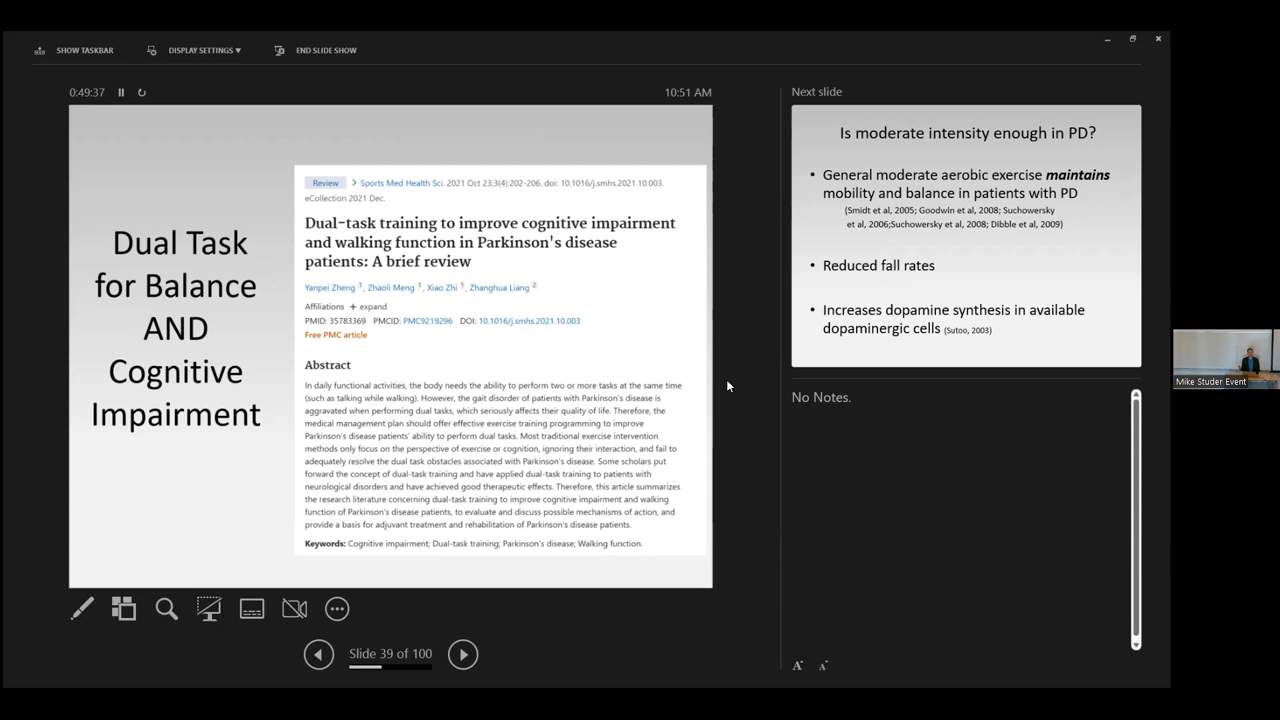 SHOW TASKBAR
DISPLAY SETTINGS ▾
END SLIDE SHOW
0:49:37
10:51 AM
Dual Task
for Balance
AND
Cognitive
Impairment
Review > Sports Med Health Sci. 2021 Oct 23;3(4):202-206. doi: 10.1016/j.smhs.2021.10.003.
eCollection 2021 Dec.
Dual-task training to improve cognitive impairment
and walking function in Parkinson's disease
patients: A brief review
Yanpei Zheng 1, Zhaoli Meng 1, Xiao Zhi 1, Zhanghua Liang 2
Affiliations + expand
PMID: 35783369 PMCID: PMC9219296 DOI: 10.1016/j.smhs.2021.10.003
Free PMC article
Abstract
In daily functional activities, the body needs the ability to perform two or more tasks at the same time
(such as talking while walking). However, the gait disorder of patients with Parkinson's disease is
aggravated when performing dual tasks, which seriously affects their quality of life. Therefore, the
medical management plan should offer effective exercise training programming to improve
Parkinson's disease patients' ability to perform dual tasks. Most traditional exercise intervention
methods only focus on the perspective of exercise or cognition, ignoring their interaction, and fail to
adequately resolve the dual task obstacles associated with Parkinson's disease. Some scholars put
forward the concept of dual-task training and have applied dual-task training to patients with
neurological disorders and have achieved good therapeutic effects. Therefore, this article summarizes
the research literature concerning dual-task training to improve cognitive impairment and walking
function of Parkinson's disease patients, to evaluate and discuss possible mechanisms of action, and
provide a basis for adjuvant treatment and rehabilitation of Parkinson's disease patients.
Keywords: Cognitive impairment; Dual-task training; Parkinson's disease; Walking function.
Slide 39 of 100
Next slide
Is moderate intensity enough in PD?
• General moderate aerobic exercise maintains
mobility and balance in patients with PD
(Smidt et al, 2005; Goodwin et al, 2008; Suchowersky
et al, 2006;Suchowersky et al, 2008; Dibble et al, 2009)
• Reduced fall rates
• Increases dopamine synthesis in available
dopaminergic cells (Sutoo, 2003)
No Notes.
A A
Mike Studer Event